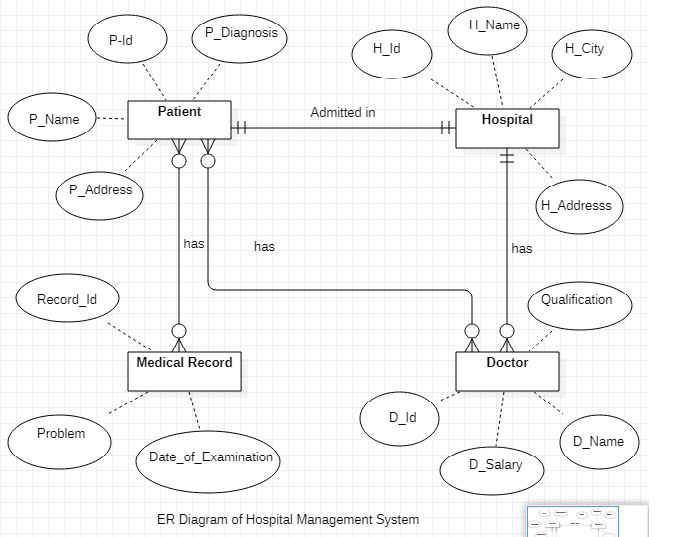 P-Id
P_Diagnosis
H_Id
H_Name
H_City
P_Name
Patient
Admitted in
Hospital
P_Address
H_Addresss
has
has
has
Record_Id
Qualification
Medical Record
Doctor
Problem
Date_of_Examination
D_Id
D_Salary
D_Name
ER Diagram of Hospital Management System